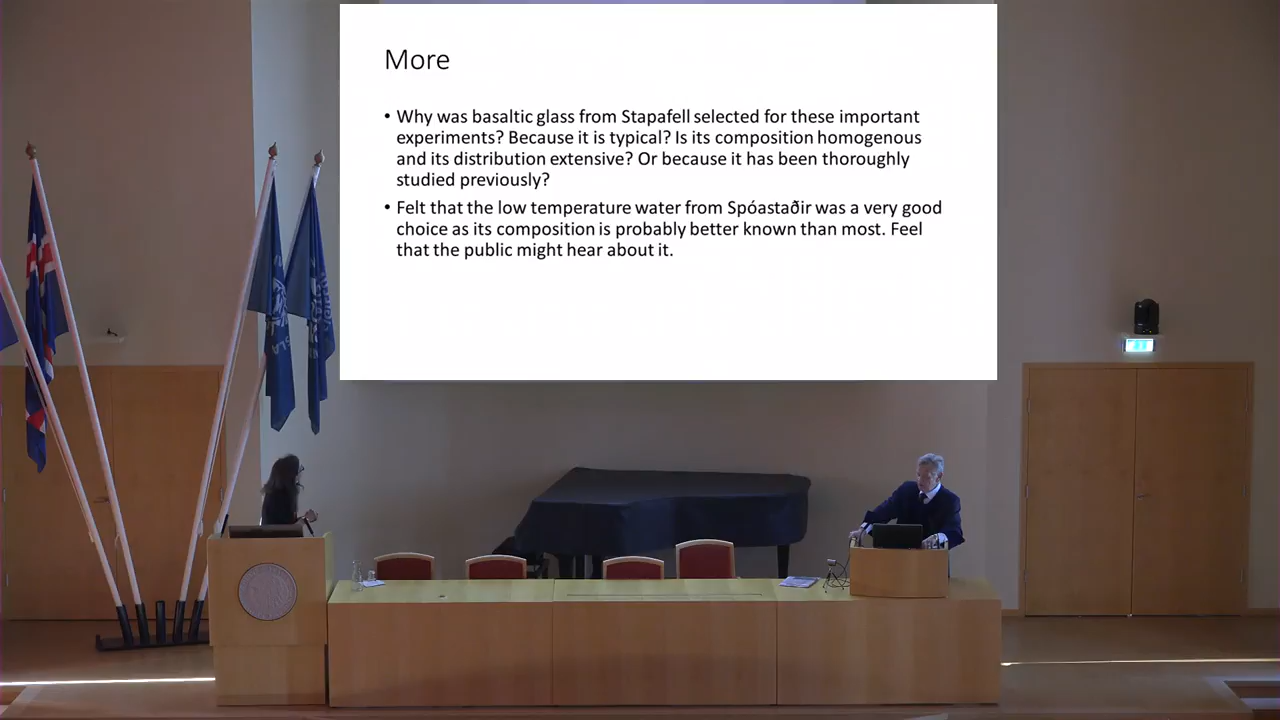 More
• Why was basaltic glass from Stapafell selected for these important
experiments? Because it is typical? Is its composition homogenous
and its distribution extensive? Or because it has been thoroughly
studied previously?
• Felt that the low temperature water from Spóastaðir was a very good
choice as its composition is probably better known than most. Feel
that the public might hear about it.